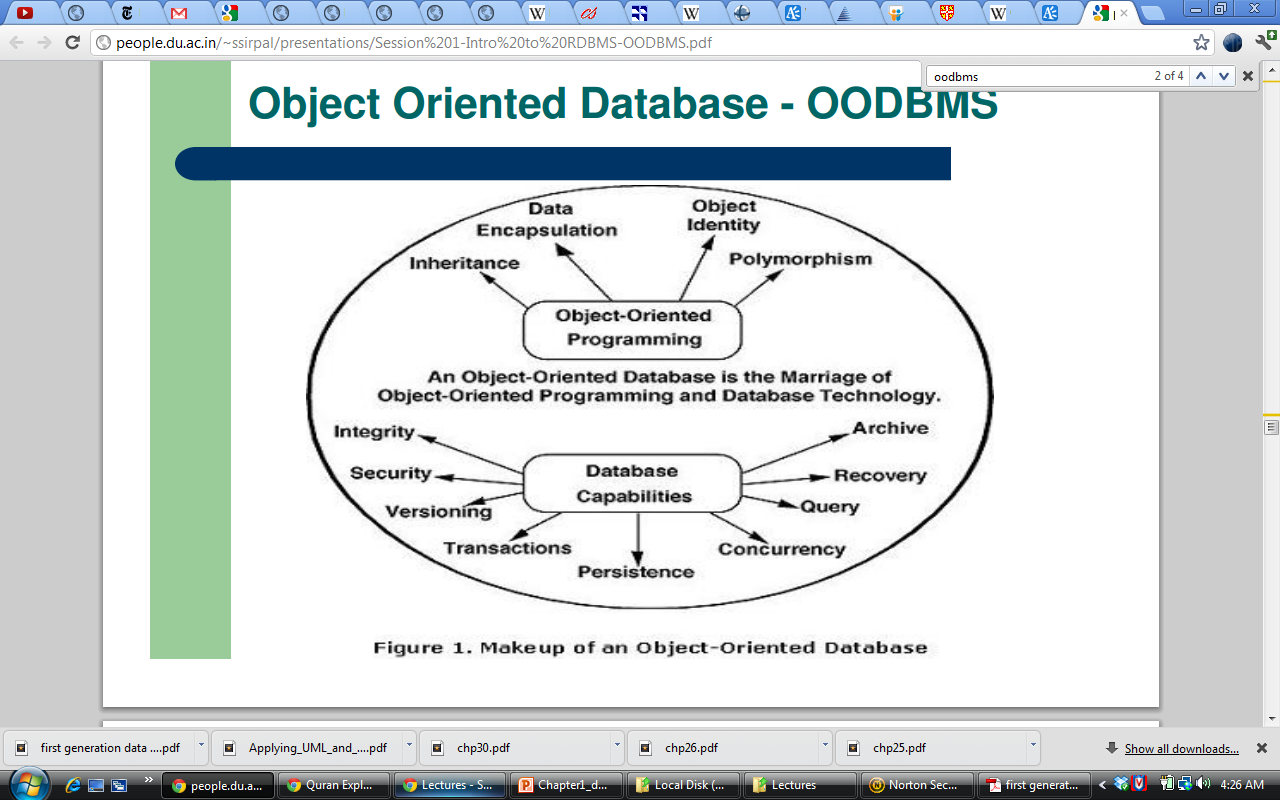 people.du.ac.in/~ssirpal/presentations/Session%201-Intro%20to%20RDBMS-OODBMS.pdf
oodbms 2 of 4
Object Oriented Database - OODBMS
Data
Encapsulation
Object
Identity
Inheritance
Polymorphism
Object-Oriented
Programming
An Object-Oriented Database is the Marriage of
Object-Oriented Programming and Database Technology.
Integrity
Archive
Security
Database
Capabilities
Recovery
Versioning
Query
Transactions
Concurrency
Persistence
Figure 1. Makeup of an Object-Oriented Database
first generation data ....pdf
Applying_UML_and_....pdf
chp30.pdf
chp26.pdf
chp25.pdf
Show all downloads...
people.du.a...
Quran Expl...
Lectures - S...
Chapter1_d...
Local Disk (...
Lectures
Norton Sec...
first generat...
4:26 AM